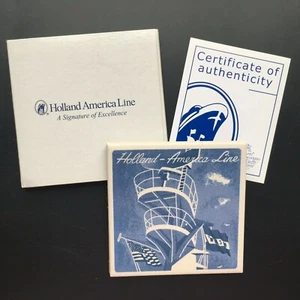 Holland America Line
A Signature of Excellence
Certificate of
authenticity
Holland - America Line